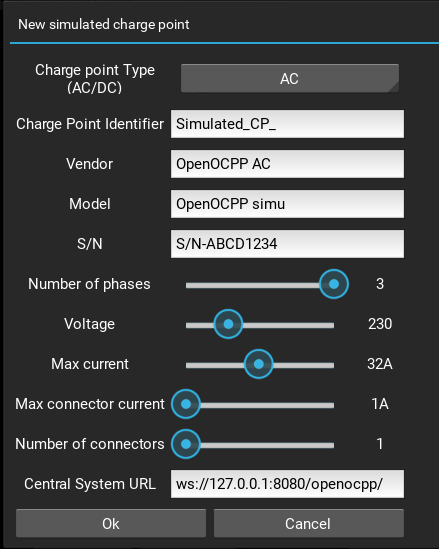 New simulated charge point
Charge point Type
(AC/DC)
AC
Charge Point Identifier
Simulated_CP_
Vendor
OpenOCPP AC
Model
OpenOCPP simu
S/N
S/N-ABCD1234
Number of phases
3
Voltage
230
Max current
32A
Max connector current
1A
Number of connectors
1
Central System URL
ws://127.0.0.1:8080/openocpp/
Ok
Cancel